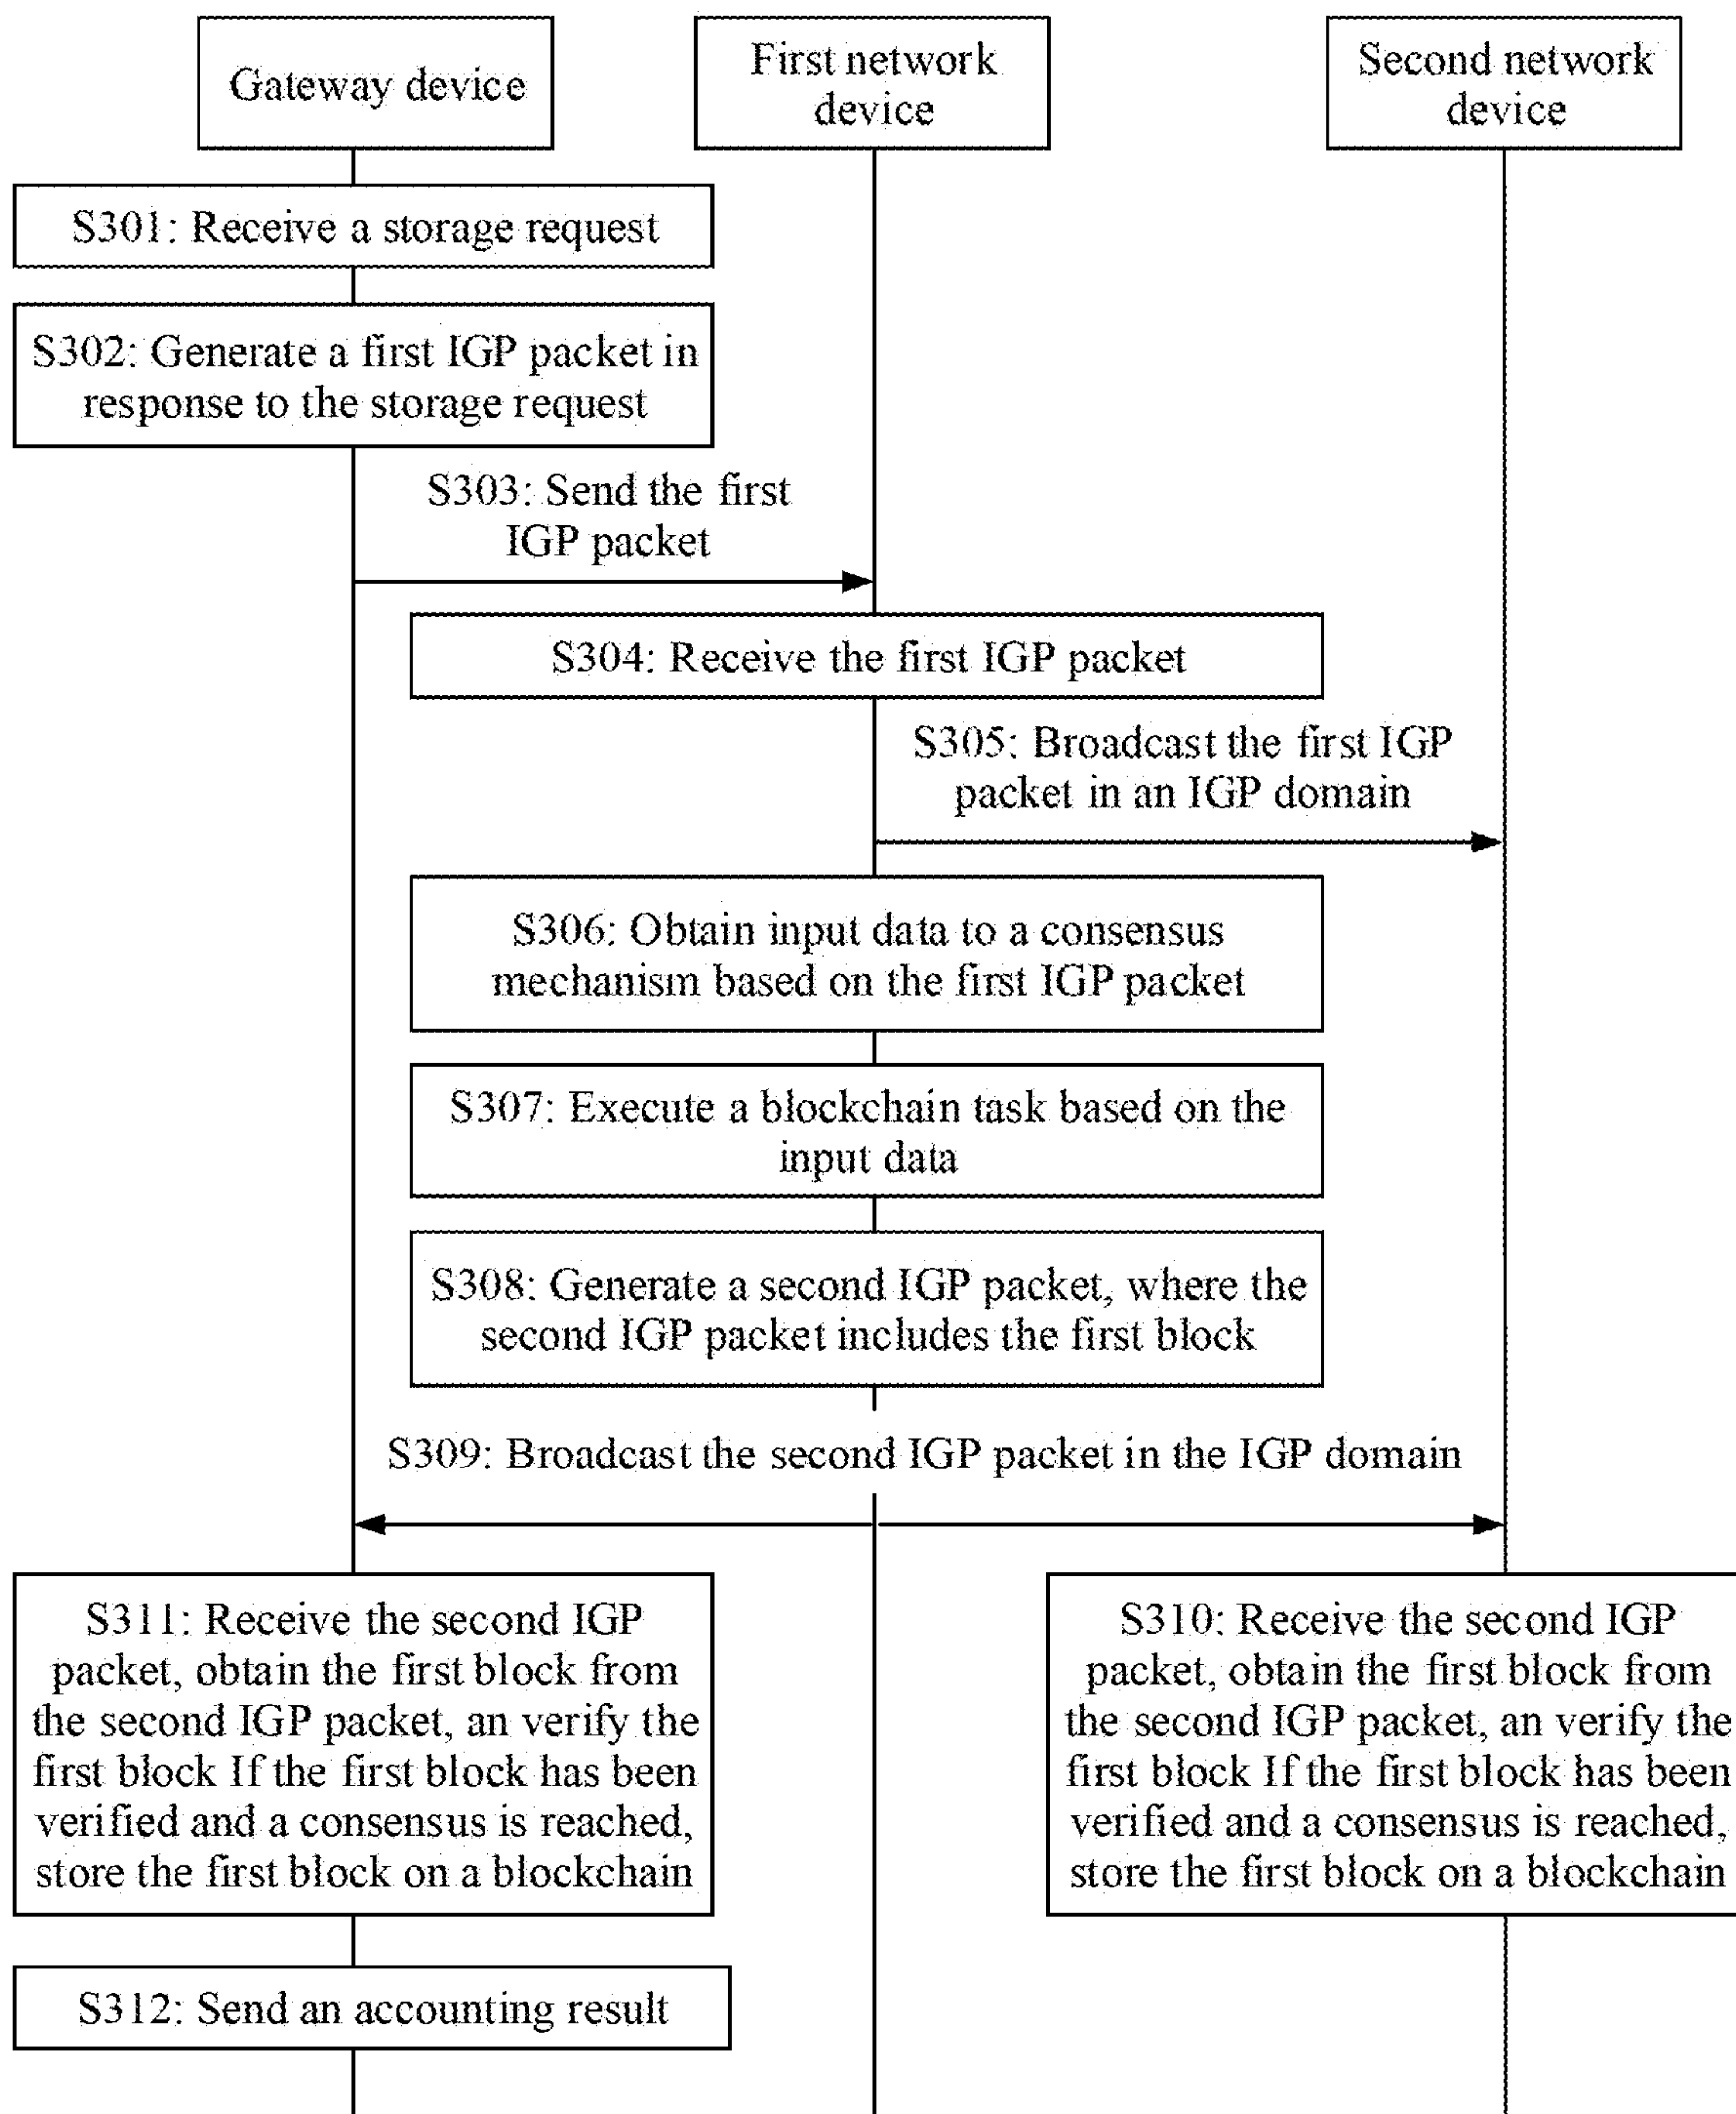 Gateway device
First network
device
Second network
device
S301: Receive a storage request
S302: Generate a first IGP packet in
response to the storage request
S303: Send the first
IGP packet
S304: Receive the first IGP packet
S305: Broadcast the first IGP
packet in an IGP domain
S306: Obtain input data to a consensus
mechanism based on the first IGP packet
S307: Execute a blockchain task based on the
input data
S308: Generate a second IGP packet, where the
second IGP packet includes the first block
S309: Broadcast the second IGP packet in the IGP domain
S311: Receive the second IGP
packet, obtain the first block from
the second IGP packet, an verify the
first block If the first block has been
verified and a consensus is reached,
store the first block on a blockchain
S310: Receive the second IGP
packet, obtain the first block from
the second IGP packet, an verify the
first block If the first block has been
verified and a consensus is reached,
store the first block on a blockchain
S312: Send an accounting result